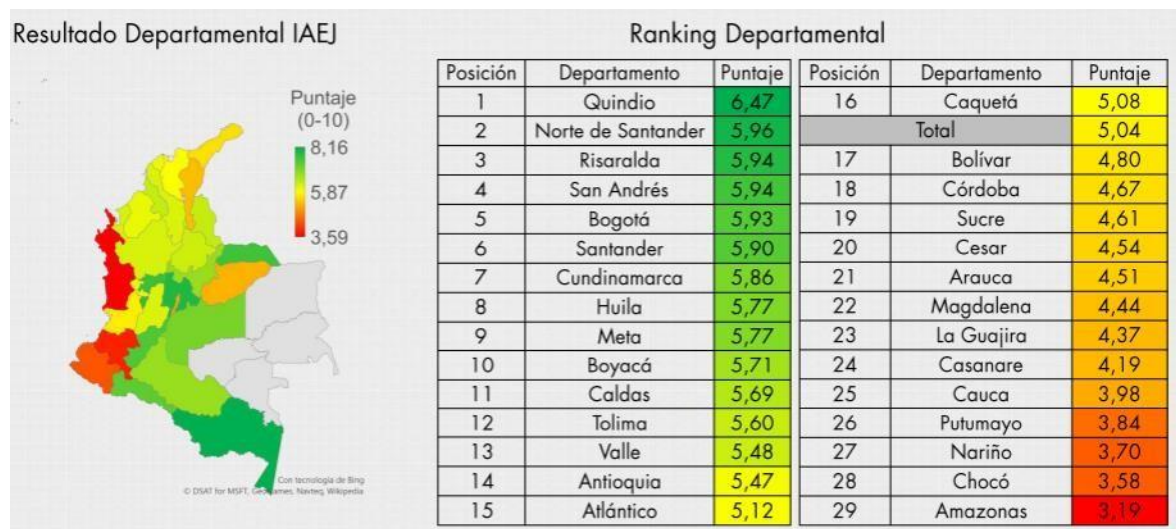 Resultado Departamental IAEJ
Puntaje
(0-10)
8,16
5,87
3,59
Con tecnología de Bing
© DSAT for MSFT, GeoNames, Navteq, Wikipedia
Ranking Departamental
Posición Departamento Puntaje
1 Quindio 6,47
2 Norte de Santander 5,96
3 Risaralda 5,94
4 San Andrés 5,94
5 Bogotá 5,93
6 Santander 5,90
7 Cundinamarca 5,86
8 Huila 5,77
9 Meta 5,77
10 Boyacá 5,71
11 Caldas 5,69
12 Tolima 5,60
13 Valle 5,48
14 Antioquia 5,47
15 Atlántico 5,12
Posición Departamento Puntaje
16 Caquetá 5,08
Total 5,04
17 Bolívar 4,80
18 Córdoba 4,67
19 Sucre 4,61
20 Cesar 4,54
21 Arauca 4,51
22 Magdalena 4,44
23 La Guajira 4,37
24 Casanare 4,19
25 Cauca 3,98
26 Putumayo 3,84
27 Nariño 3,70
28 Chocó 3,58
29 Amazonas 3,19